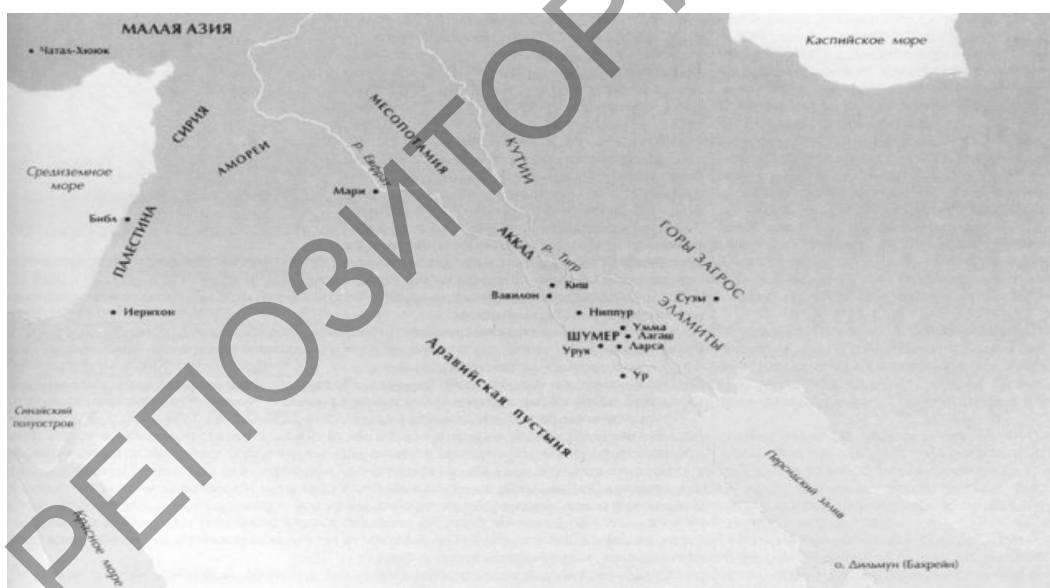 МАЛАЯ АЗИЯ
Чатал-Хююк
Каспийское море
СИРИЯ
МЕСОПОТАМИЯ
АМОРЕИ
КУТИИ
р. Евфрат
Средиземное
море
Мари
Библ
ПАЛЕСТИНА
АККАД
р. Тигр
ГОРЫ ЗАГРОС
Киш
Вавилон
Сузы
Иерихон
Ниппур
ЭЛАМИТЫ
Умма
ШУМЕР
Лагаш
Урук
Ларса
Ур
Аравийская пустыня
Синайский
полуостров
Персидский залив
Красное море
о. Дильмун (Бахрейн)